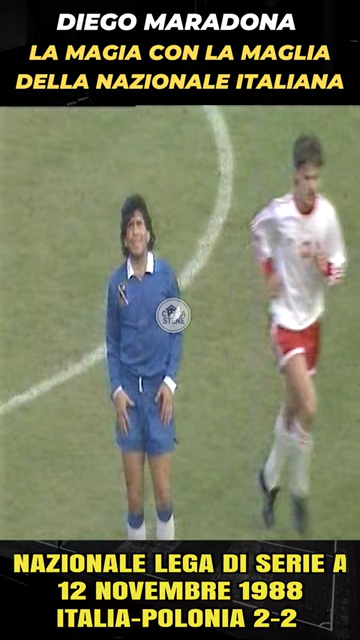 DIEGO MARADONA
LA MAGIA CON LA MAGLIA
DELLA NAZIONALE ITALIANA
STONE
NAZIONALE LEGA DI SERIE A
12 NOVEMBRE 1988
ITALIA-POLONIA 2-2